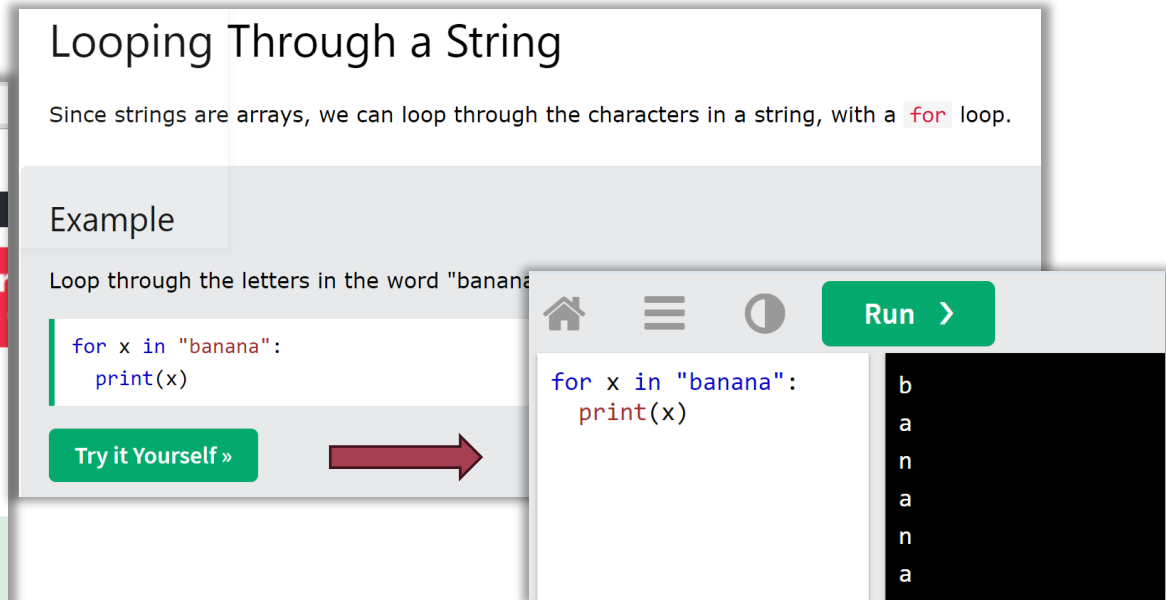 Looping Through a String
Since strings are arrays, we can loop through the characters in a string, with a for loop.
Example
Loop through the letters in the word "banana
for x in "banana":
  print(x)
Try it Yourself »
Run ❯
for x in "banana":
  print(x)
b
a
n
a
n
a